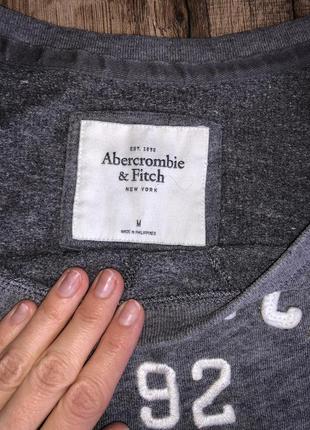 EST. 1892
Abercrombie
& Fitch
NEW YORK
M
MADE IN PHILIPPINES
C
92